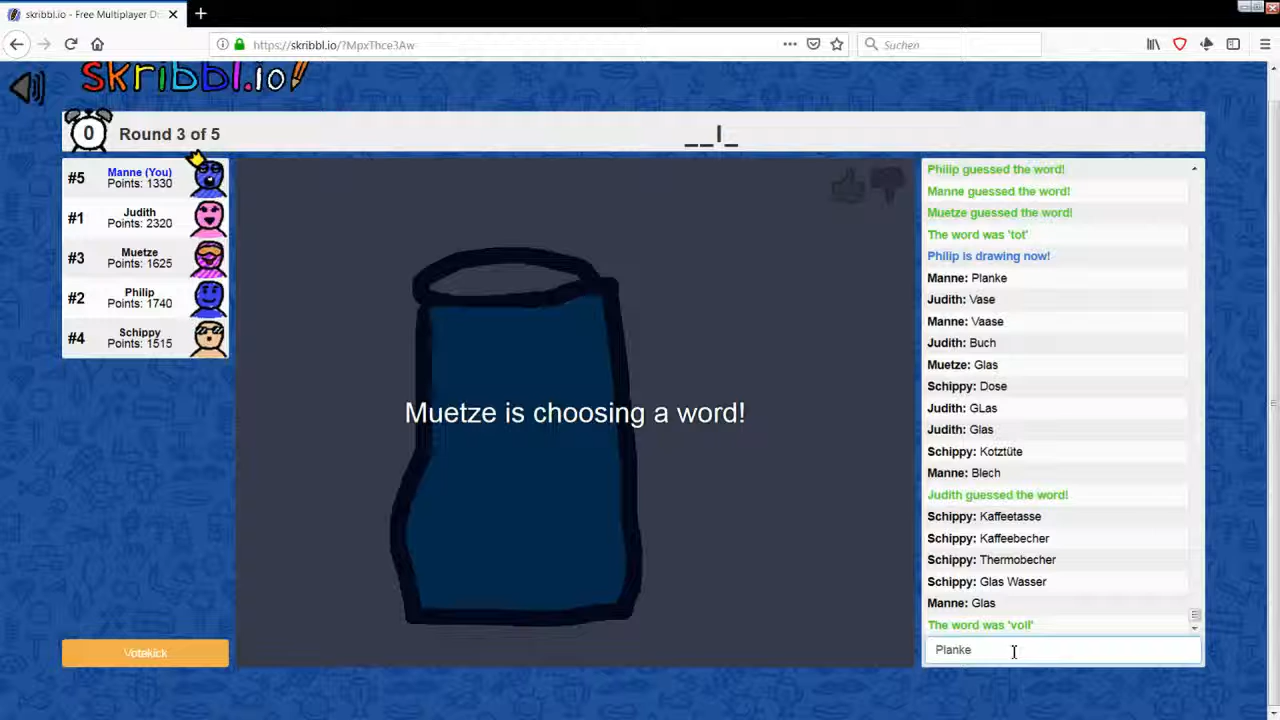 skribbl.io - Free Multiplayer D
https://skribbl.io/?MpxThce3Aw
Suchen
skribbl.io!
0
Round 3 of 5
__l_
#5
Manne (You)
Points: 1330
#1
Judith
Points: 2320
#3
Muetze
Points: 1625
#2
Philip
Points: 1740
#4
Schippy
Points: 1515
Votekick
Muetze is choosing a word!
Philip guessed the word!
Manne guessed the word!
Muetze guessed the word!
The word was 'tot'
Philip is drawing now!
Manne: Planke
Judith: Vase
Manne: Vaase
Judith: Buch
Muetze: Glas
Schippy: Dose
Judith: GLas
Judith: Glas
Schippy: Kotztüte
Manne: Blech
Judith guessed the word!
Schippy: Kaffeetasse
Schippy: Kaffeebecher
Schippy: Thermobecher
Schippy: Glas Wasser
Manne: Glas
The word was 'voll'
Planke